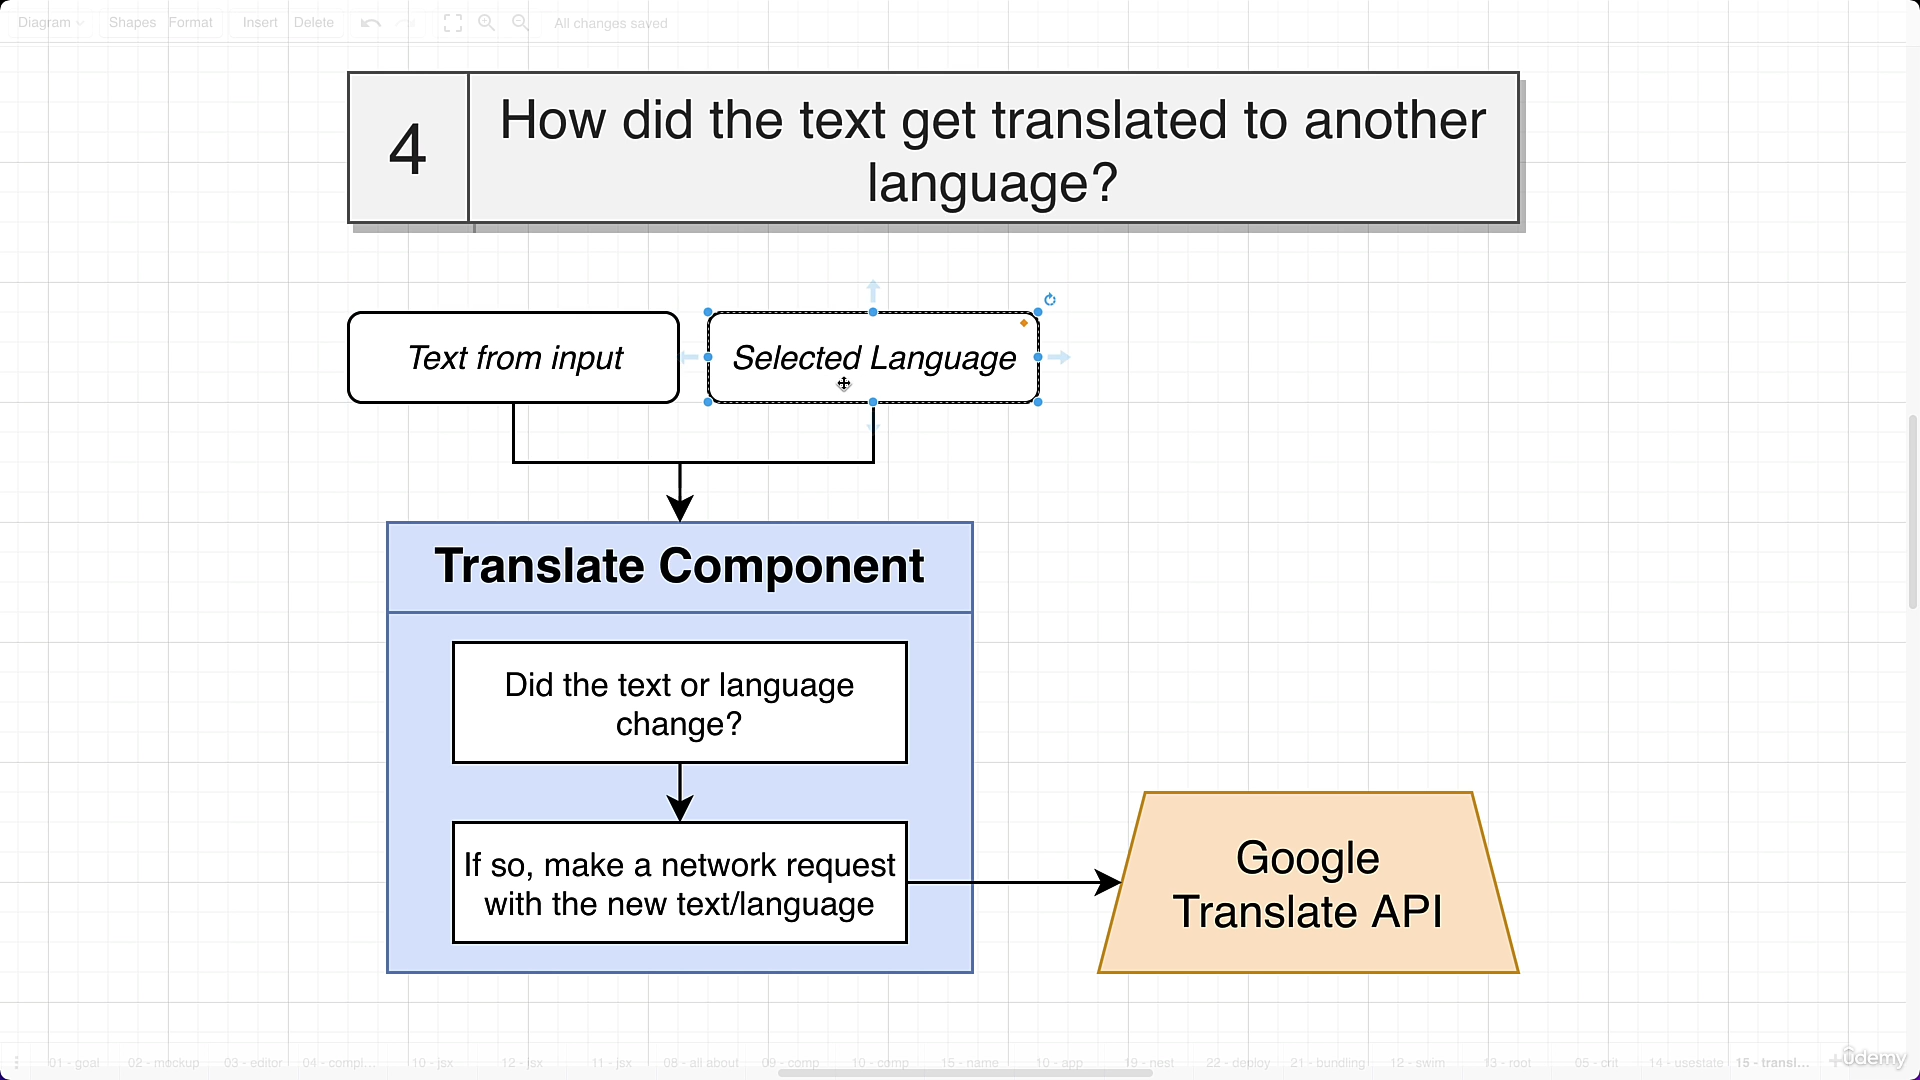 Diagram
Shapes Format
Insert Delete
All changes saved
4
How did the text get translated to another
language?
Text from input
Selected Language
Translate Component
Did the text or language
change?
If so, make a network request
with the new text/language
Google
Translate API
01 - goal 02 - mockup 03 - editor 04 - compl... 10 - jsx 12 - jsx 11 - jsx 08 - all about 09 - comp 10 - comp 15 - name 10 - app 19 - nest 22 - deploy 21 - bundling 12 - swim 13 - root 05 - crit 14 - usestate 15 - transl...
ûdemy